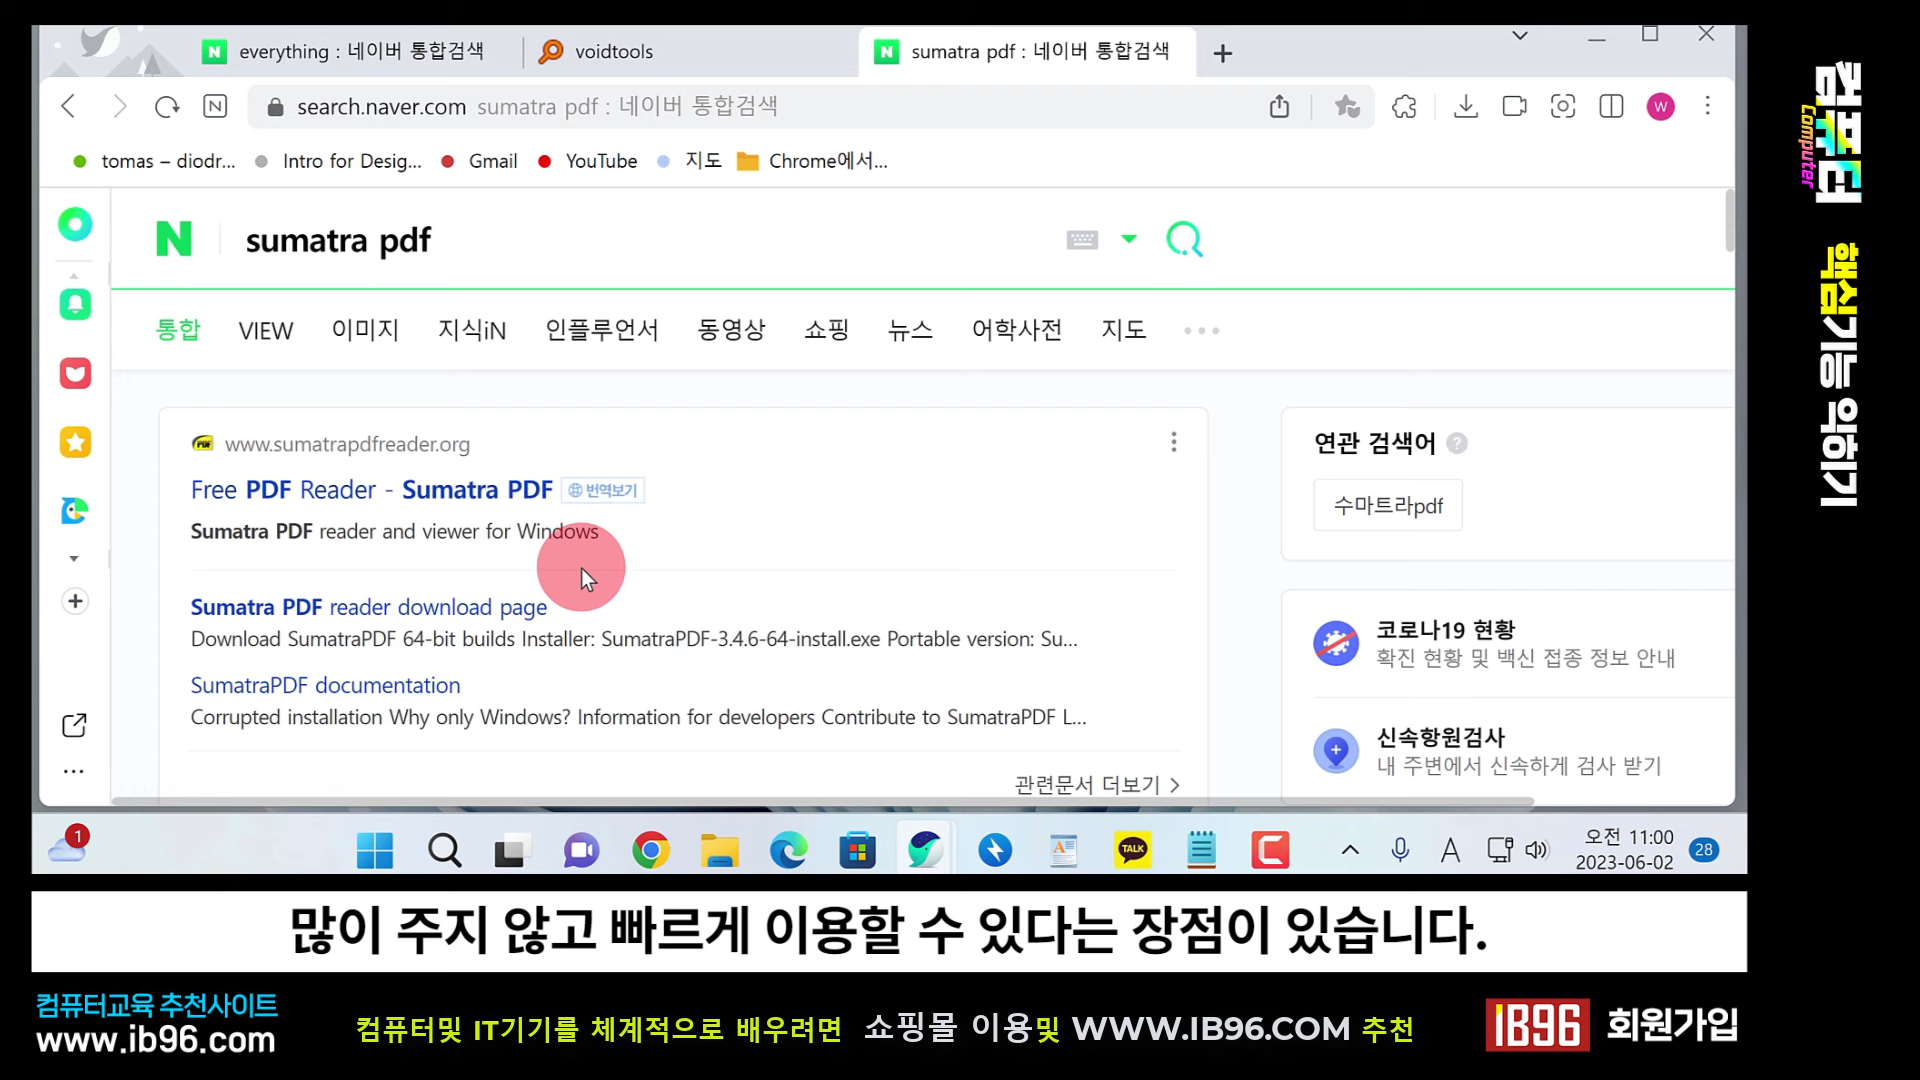 everything : 네이버 통합검색
voidtools
sumatra pdf : 네이버 통합검색
search.naver.com sumatra pdf : 네이버 통합검색
W
tomas – diodr...
Intro for Desig...
Gmail
YouTube
지도
Chrome에서...
N sumatra pdf
통합 VIEW 이미지 지식iN 인플루언서 동영상 쇼핑 뉴스 어학사전 지도
www.sumatrapdfreader.org
Free PDF Reader - Sumatra PDF 번역보기
Sumatra PDF reader and viewer for Windows
Sumatra PDF reader download page
Download SumatraPDF 64-bit builds Installer: SumatraPDF-3.4.6-64-install.exe Portable version: Su...
SumatraPDF documentation
Corrupted installation Why only Windows? Information for developers Contribute to SumatraPDF L...
관련문서 더보기 >
연관 검색어 ?
수마트라pdf
코로나19 현황
확진 현황 및 백신 접종 정보 안내
신속항원검사
내 주변에서 신속하게 검사 받기
1
TALK
A
오전 11:00
2023-06-02
28
컴퓨터
Computer
핵심기능 익히기
많이 주지 않고 빠르게 이용할 수 있다는 장점이 있습니다.
컴퓨터교육 추천사이트
www.ib96.com
컴퓨터및 IT기기를 체계적으로 배우려면 쇼핑몰 이용및 WWW.IB96.COM 추천
IB96 회원가입